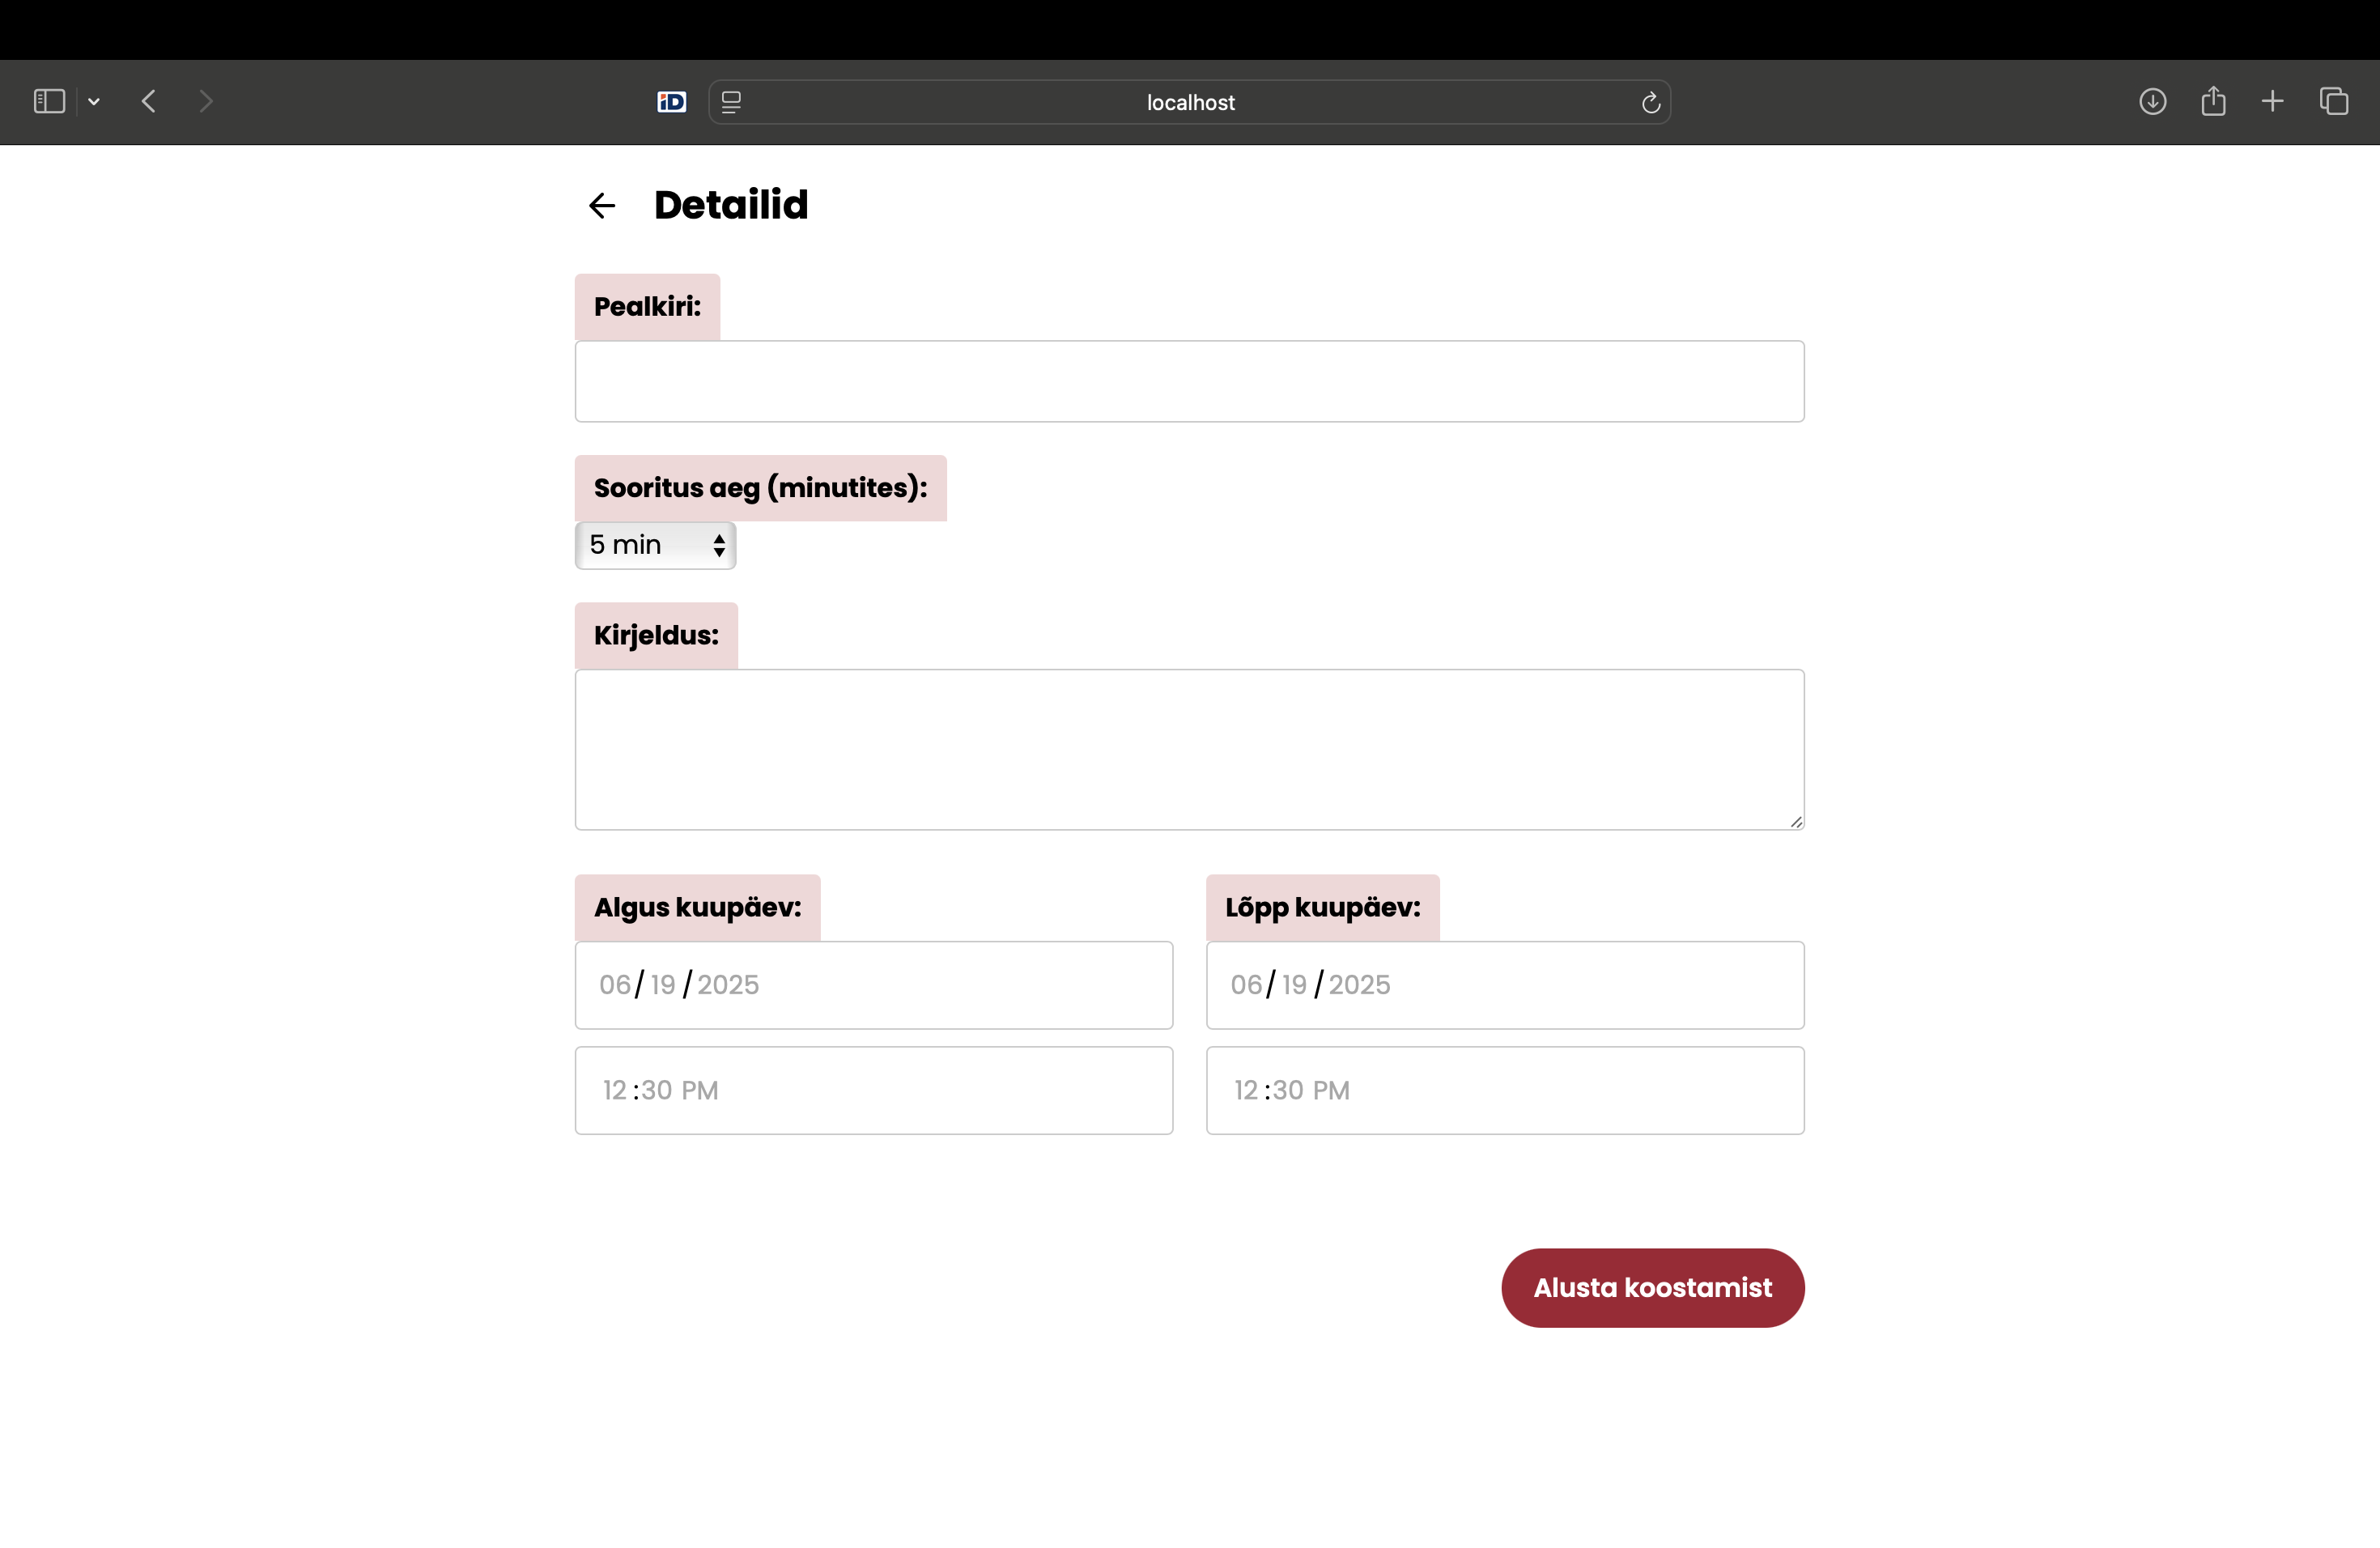 iD
localhost
Detailid
Pealkiri:
Sooritus aeg (minutites):
5 min
Kirjeldus:
Algus kuupäev:
Lõpp kuupäev:
06/ 19 / 2025
06/ 19 / 2025
12 :30 PM
12 :30 PM
Alusta koostamist